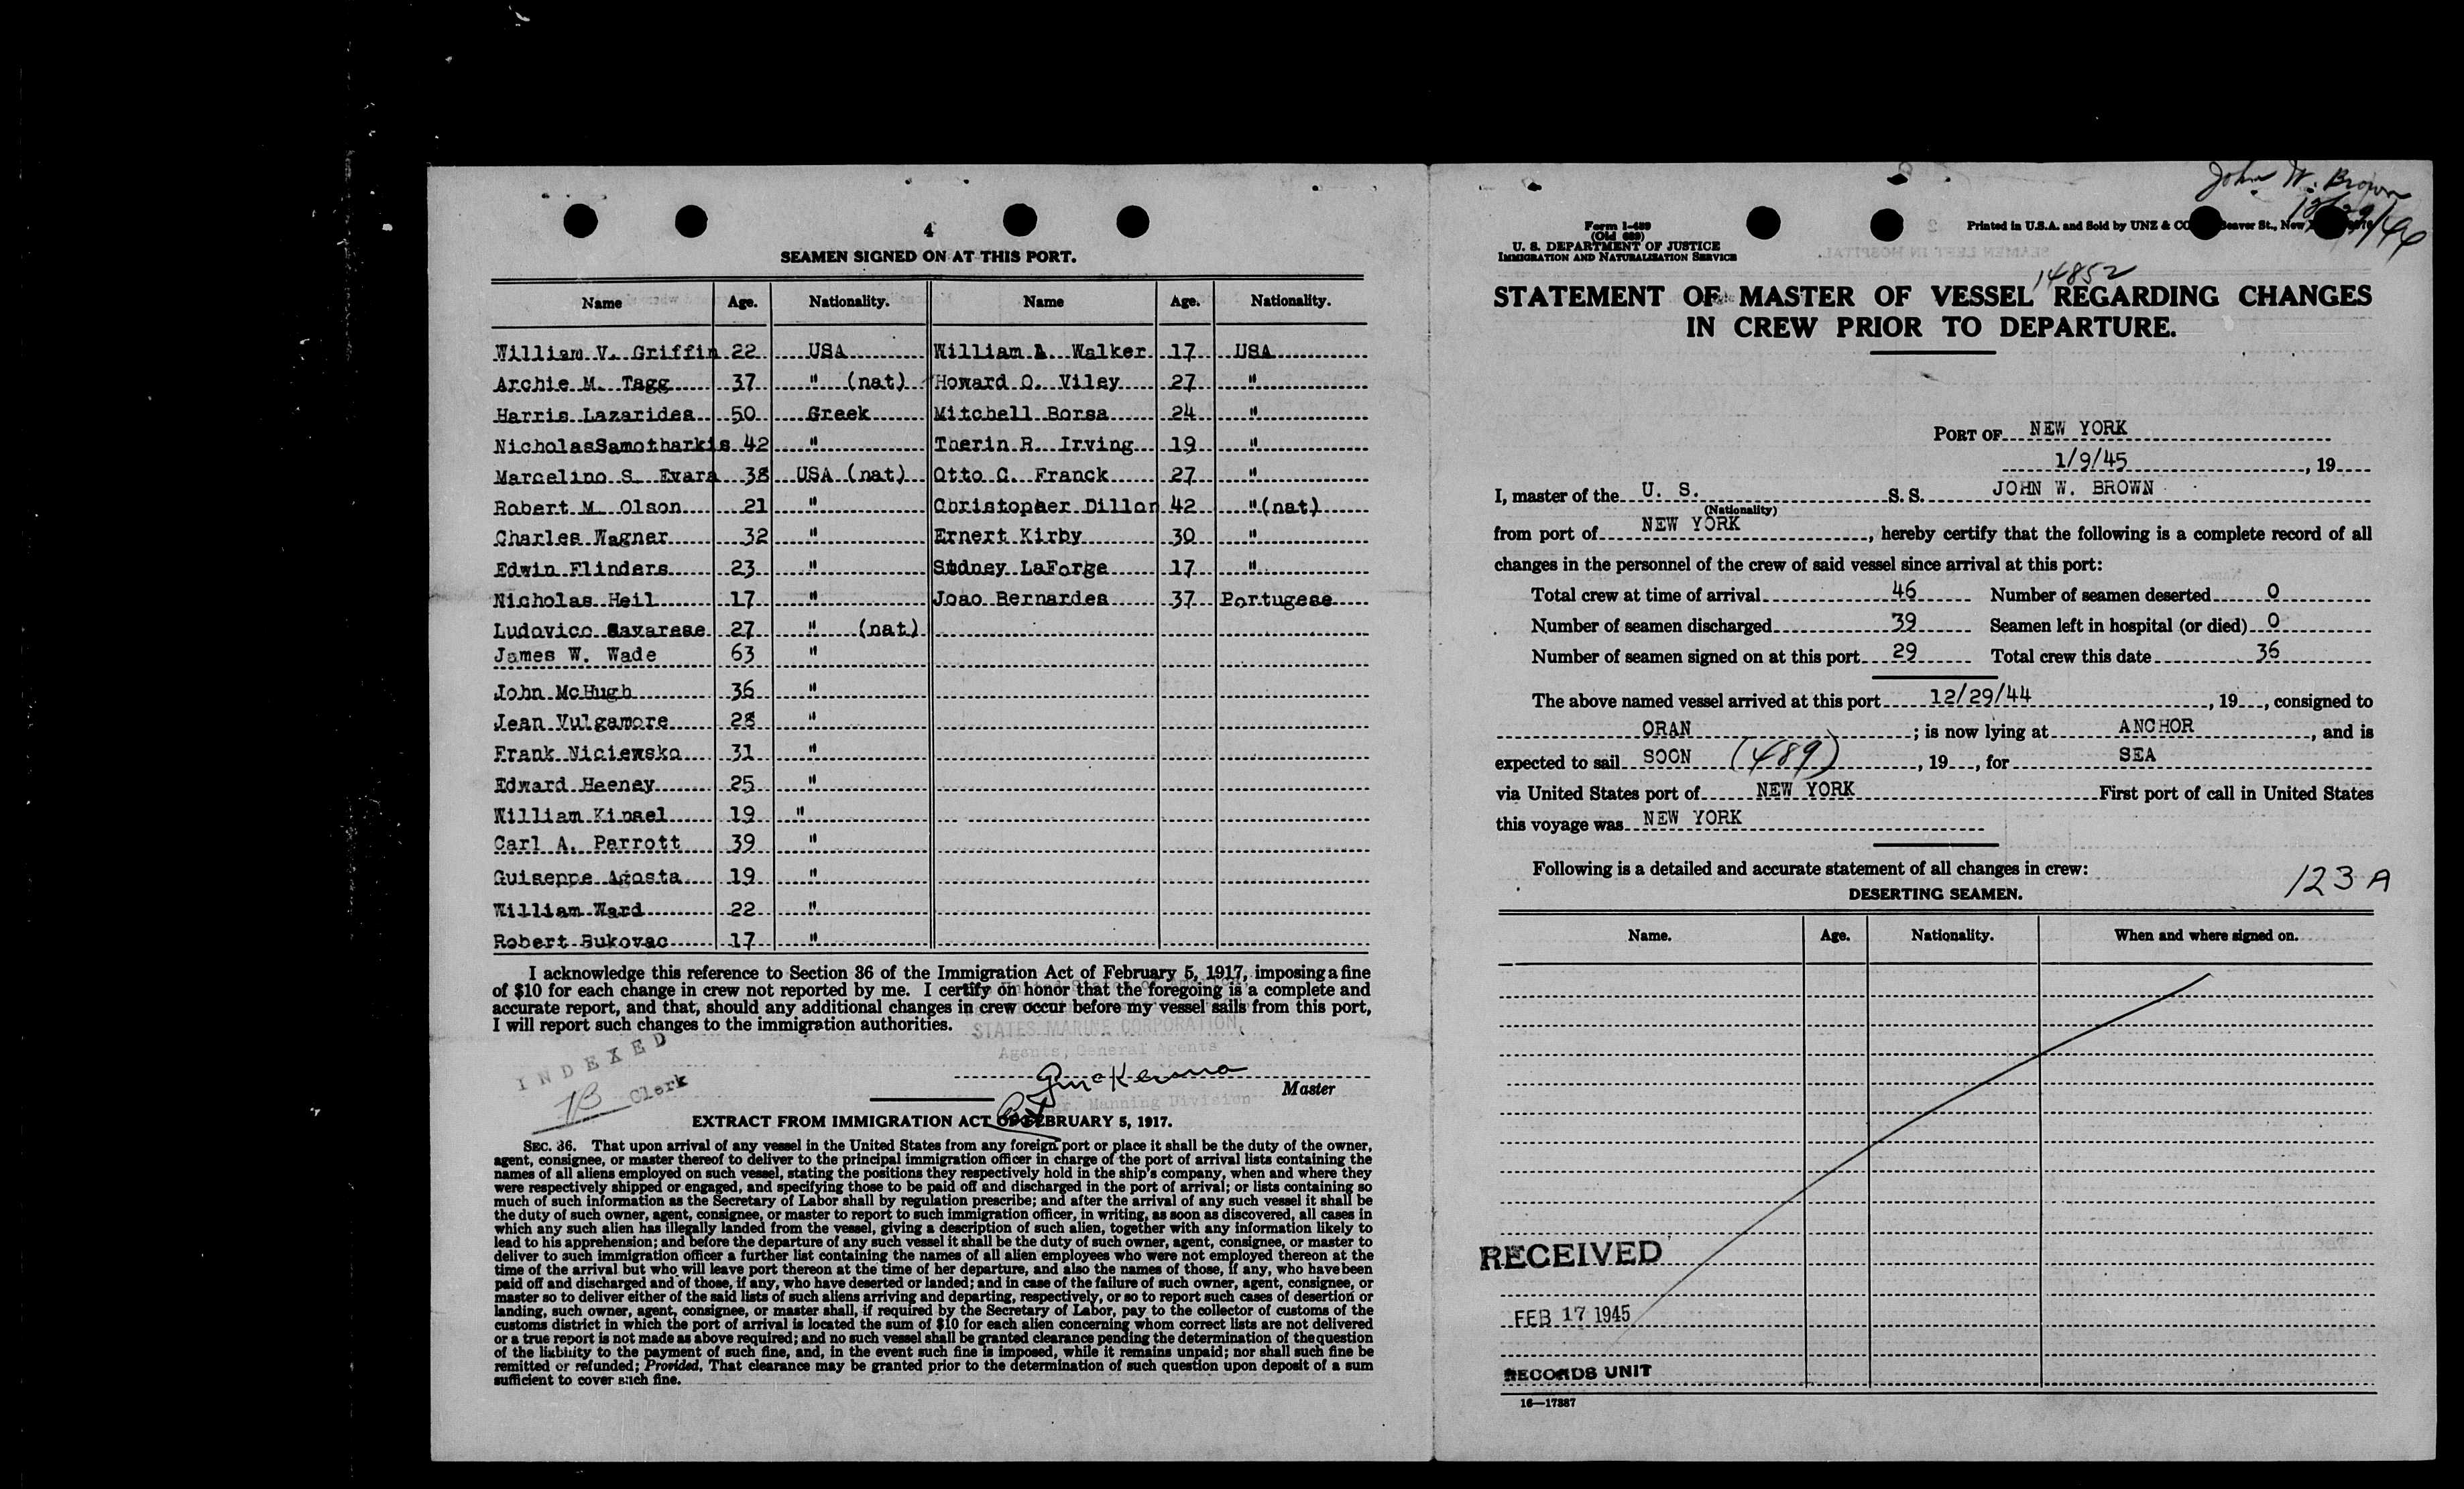 4
SEAMEN SIGNED ON AT THIS PORT.
Name Age. Nationality. Name Age. Nationality.
William V. Griffin 22 USA William A. Walker 17 USA
Archie M. Tagg 37 " (nat) Howard O. Viley 27 "
Harris Lazarides 50 Greek Mitchell Borsa 24 "
NicholasSamotharkis 42 " Therin R. Irving 19 "
Marcelino S. Evara 38 USA (nat) Otto C. Franck 27 "
Robert M Olson 21 " Christopher Dillon 42 "(nat)
Charles Wagner 32 " Ernert Kirby 30 "
Edwin Flinders 23 " Sudney LaForge 17 "
Nicholas Heil 17 " Joao Bernardes 37 Portugese
Ludovico Savarese 27 " (nat)
James W. Wade 63 "
John McHugh 36 "
Jean Vulgamore 28 "
Frank Niciewsko 31 "
Edward Heeney 25 "
William Kinsel 19 "
Carl A. Parrott 39 "
Guiseppe Agosta 19 "
William Ward 22 "
Robert Bukovac 17 "
I acknowledge this reference to Section 36 of the Immigration Act of February 5, 1917, imposing a fine
of $10 for each change in crew not reported by me. I certify on honor that the foregoing is a complete and
accurate report, and that, should any additional changes in crew occur before my vessel sails from this port,
I will report such changes to the immigration authorities.
STATES MARINE CORPORATION,
Agents, General Agents
INDEXED
Clerk
Master
Manning Division
EXTRACT FROM IMMIGRATION ACT OF FEBRUARY 5, 1917.
SEC. 36. That upon arrival of any vessel in the United States from any foreign port or place it shall be the duty of the owner,
agent, consignee, or master thereof to deliver to the principal immigration officer in charge of the port of arrival lists containing the
names of all aliens employed on such vessel, stating the positions they respectively hold in the ship's company, when and where they
were respectively shipped or engaged, and specifying those to be paid off and discharged in the port of arrival; or lists containing so
much of such information as the Secretary of Labor shall by regulation prescribe; and after the arrival of any such vessel it shall be
the duty of such owner, agent, consignee, or master to report to such immigration officer, in writing, as soon as discovered, all cases in
which any such alien has illegally landed from the vessel, giving a description of such alien, together with any information likely to
lead to his apprehension; and before the departure of any such vessel it shall be the duty of such owner, agent, consignee, or master to
deliver to such immigration officer a further list containing the names of all alien employees who were not employed thereon at the
time of the arrival but who will leave port thereon at the time of her departure, and also the names of those, if any, who have been
paid off and discharged and of those, if any, who have deserted or landed; and in case of the failure of such owner, agent, consignee, or
master so to deliver either of the said lists of such aliens arriving and departing, respectively, or so to report such cases of desertion or
landing, such owner, agent, consignee, or master shall, if required by the Secretary of Labor, pay to the collector of customs of the
customs district in which the port of arrival is located the sum of $10 for each alien concerning whom correct lists are not delivered
or a true report is not made as above required; and no such vessel shall be granted clearance pending the determination of the question
of the liability to the payment of such fine, and, in the event such fine is imposed, while it remains unpaid; nor shall such fine be
remitted or refunded; Provided, That clearance may be granted prior to the determination of such question upon deposit of a sum
sufficient to cover such fine.
John W. Brown
Form I-489
(Old 689)
U. S. DEPARTMENT OF JUSTICE
IMMIGRATION AND NATURALIZATION SERVICE
Printed in U.S.A. and Sold by UNZ & CO Beaver St., New
14852
STATEMENT OF MASTER OF VESSEL REGARDING CHANGES
IN CREW PRIOR TO DEPARTURE.
PORT OF NEW YORK
1/9/45, 19
I, master of the U. S. S. S. JOHN W. BROWN
(Nationality)
from port of NEW YORK, hereby certify that the following is a complete record of all
changes in the personnel of the crew of said vessel since arrival at this port:
Total crew at time of arrival 46 Number of seamen deserted 0
Number of seamen discharged 39 Seamen left in hospital (or died) 0
Number of seamen signed on at this port 29 Total crew this date 36
The above named vessel arrived at this port 12/29/44, 19, consigned to
ORAN; is now lying at ANCHOR, and is
expected to sail SOON (489), 19, for SEA
via United States port of NEW YORK First port of call in United States
this voyage was NEW YORK
Following is a detailed and accurate statement of all changes in crew:
123 A
DESERTING SEAMEN.
Name. Age. Nationality. When and where signed on.
RECEIVED
FEB 17 1945
RECORDS UNIT
16—17887